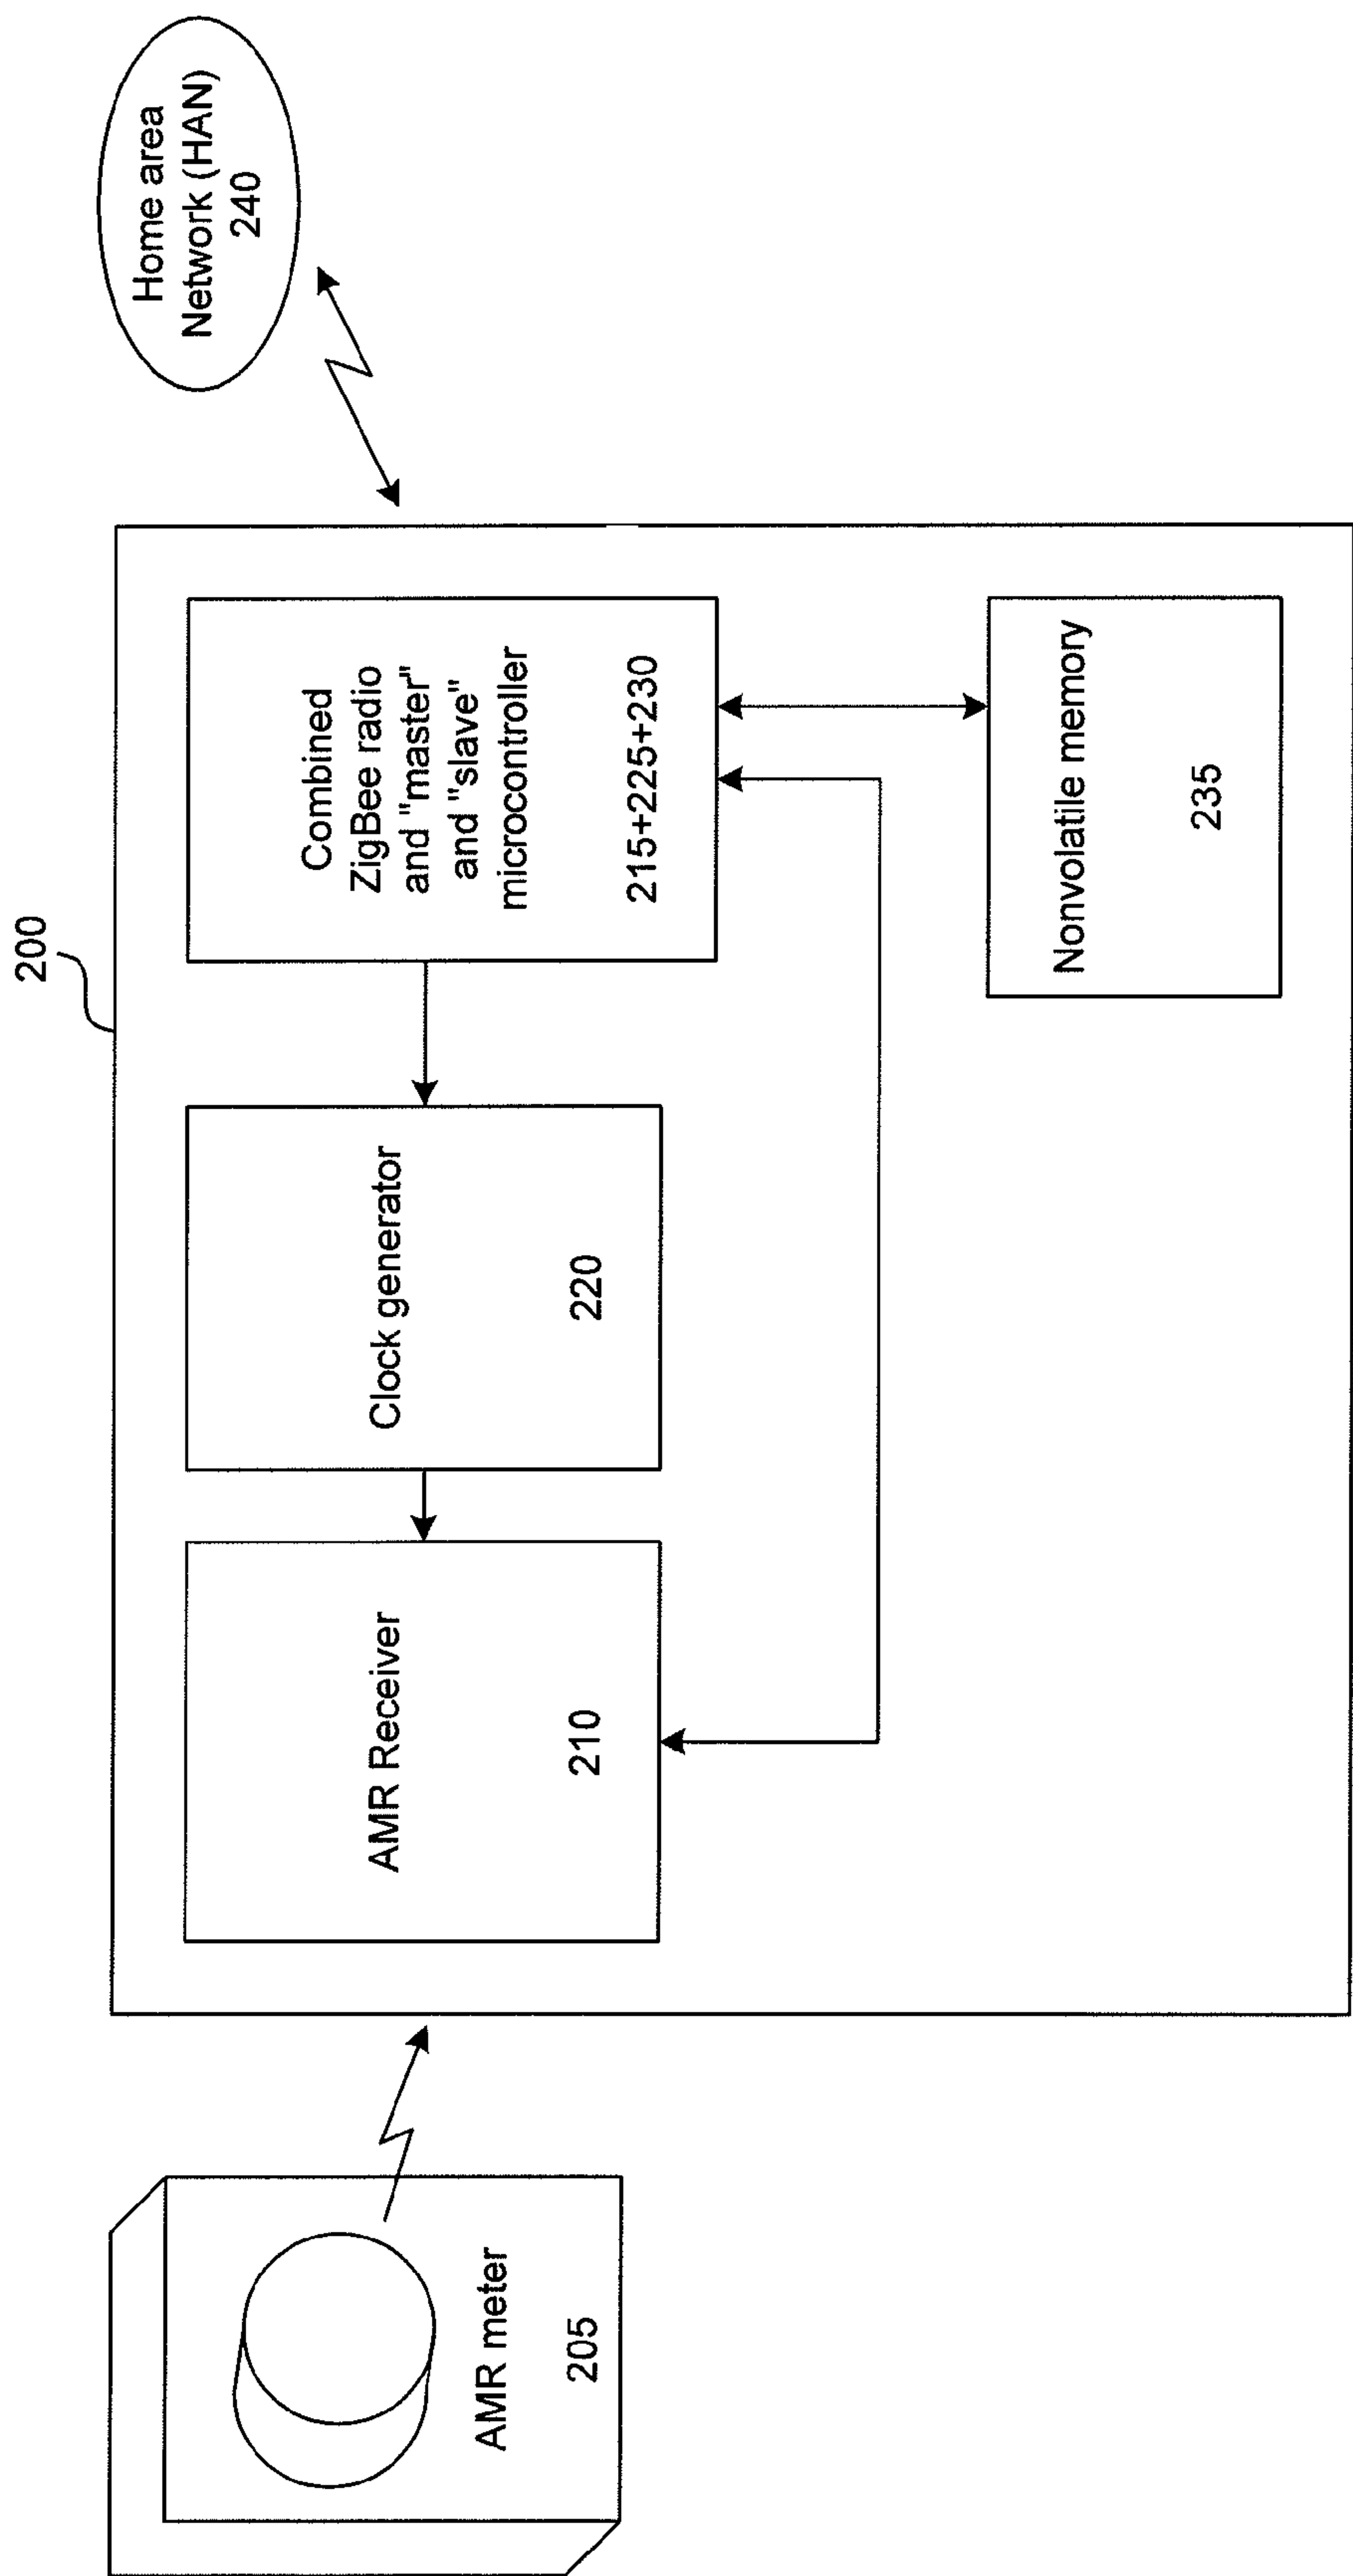 200
AMR meter
205
AMR Receiver
210
Clock generator
220
Combined
ZigBee radio
and "master"
and "slave"
microcontroller
215+225+230
Nonvolatile memory
235
Home area
Network (HAN)
240